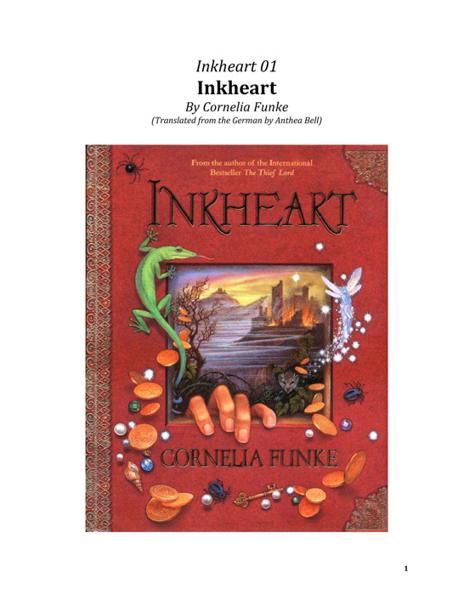 Inkheart 01
Inkheart
By Cornelia Funke
(Translated from the German by Anthea Bell)
From the author of the International
Bestseller The Thief Lord
INKHEART
CORNELIA FUNKE
1